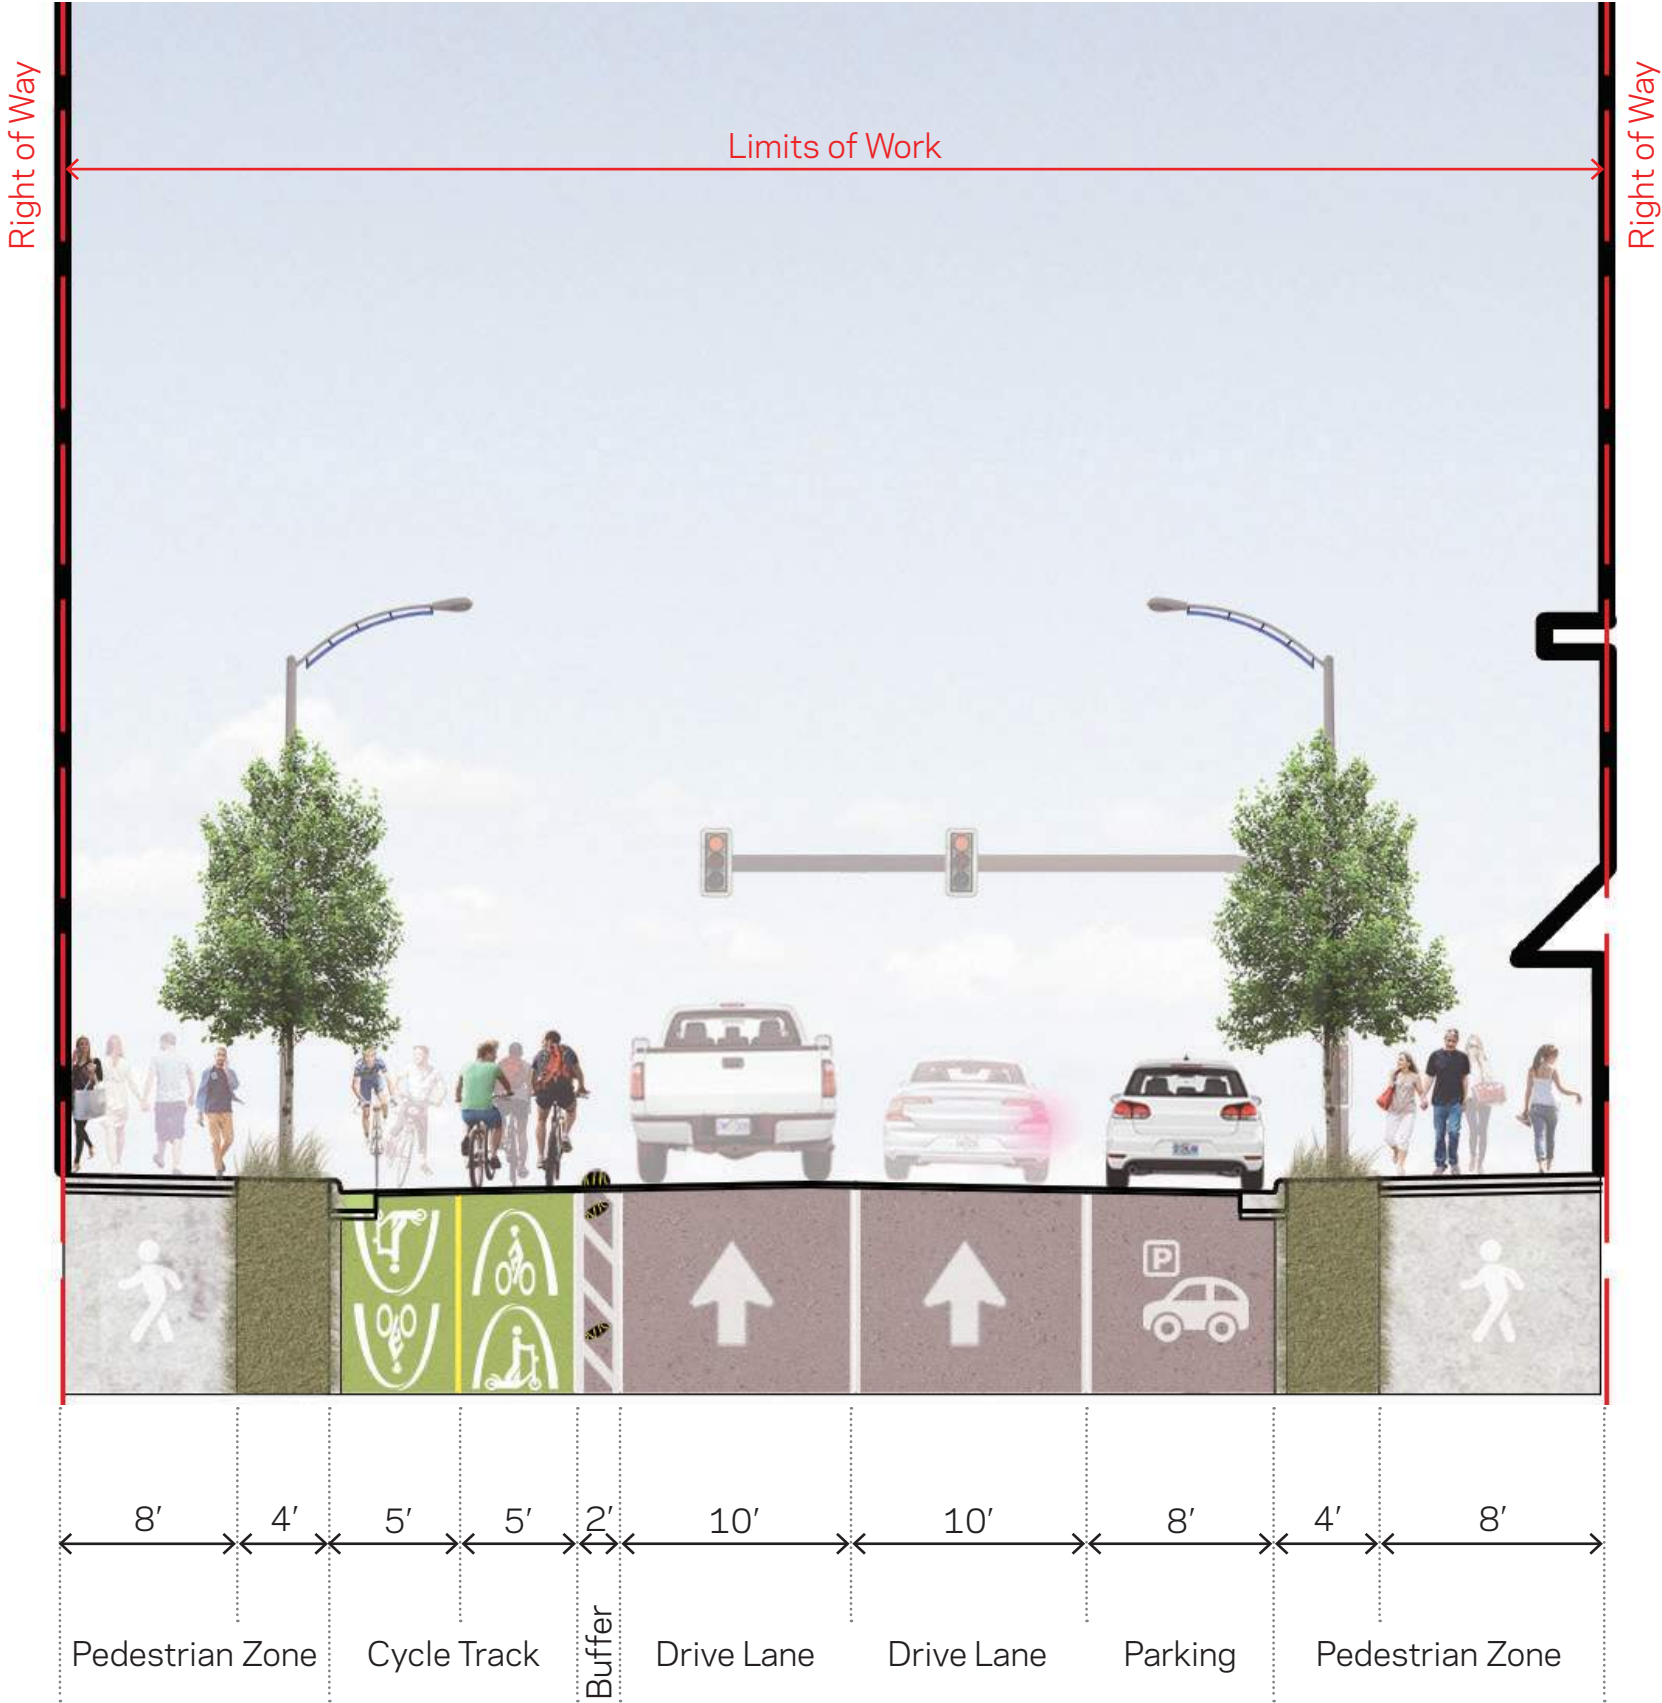 Right of Way
Limits of Work
Right of Way
P
8' 4' 5' 5' 2' 10' 10' 8' 4' 8'
Pedestrian Zone Cycle Track Buffer Drive Lane Drive Lane Parking Pedestrian Zone